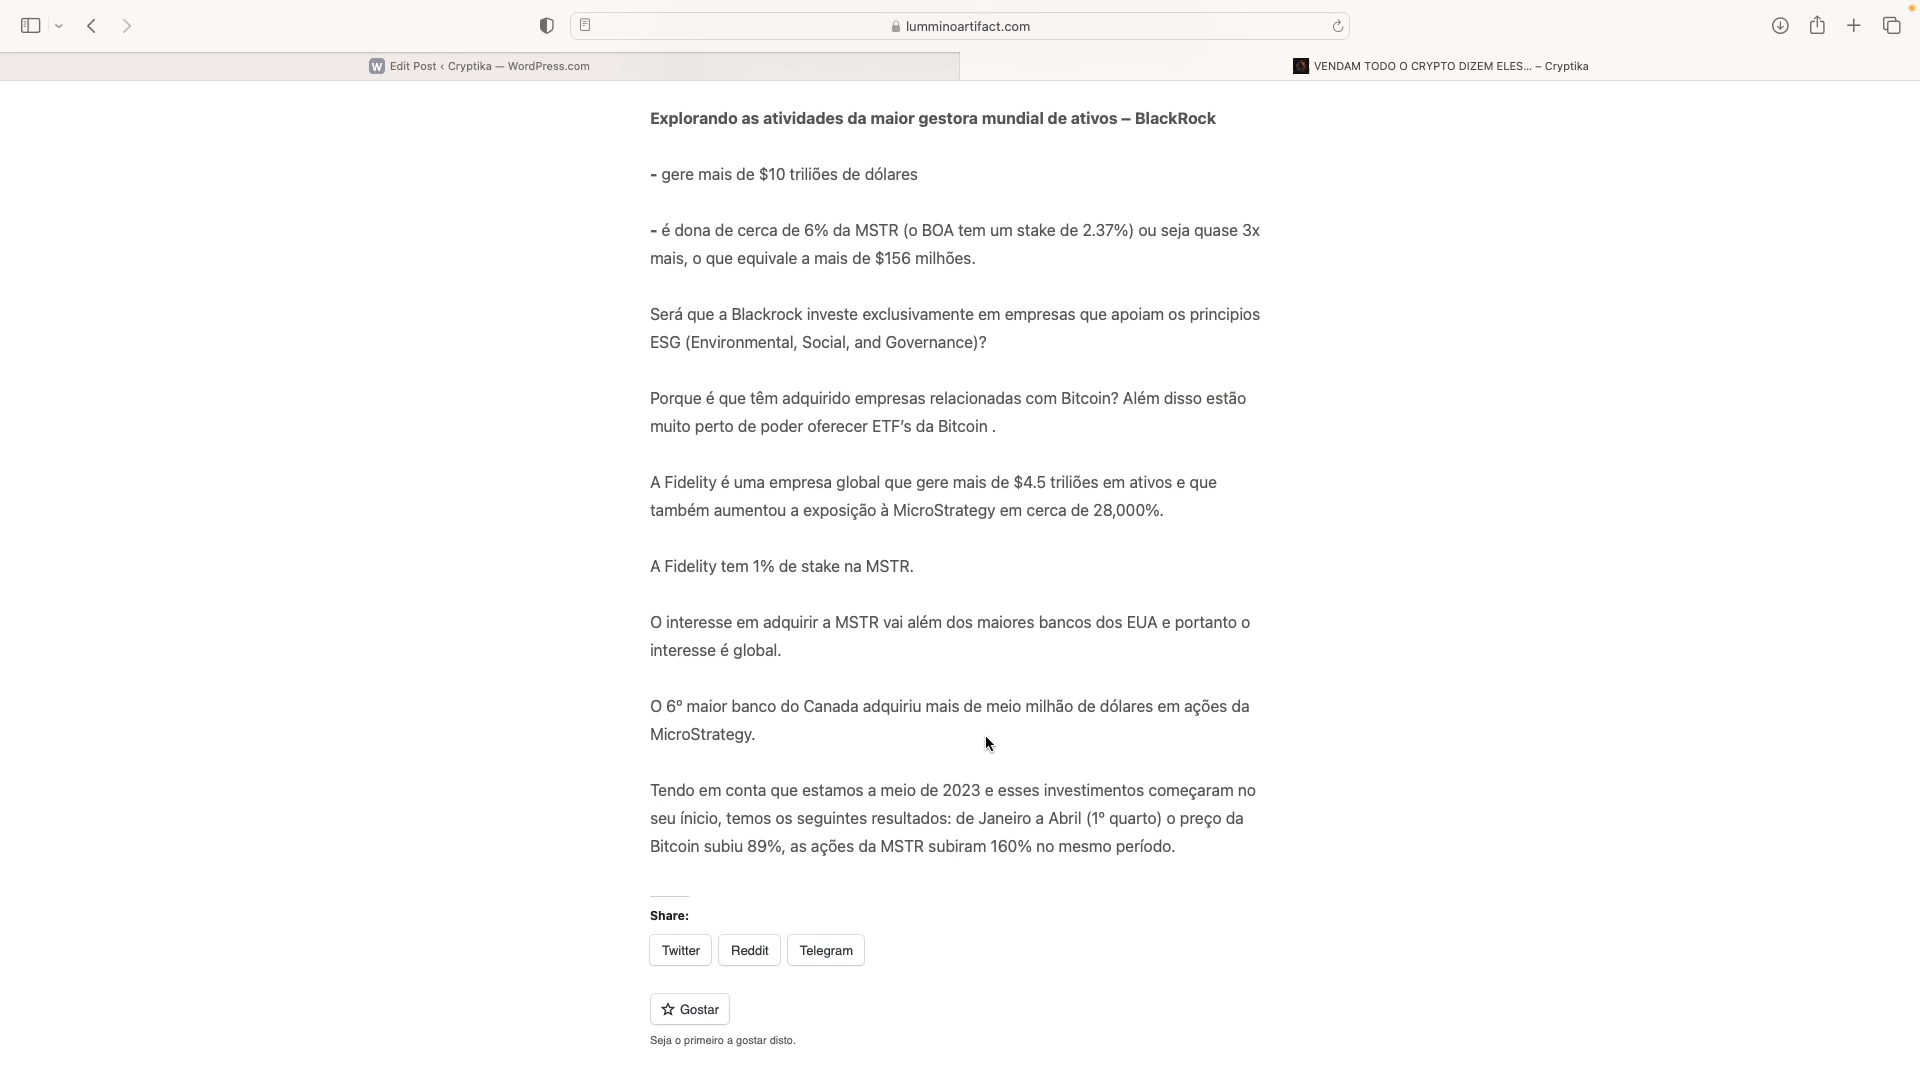 lumminoartifact.com
W Edit Post ‹ Cryptika — WordPress.com
VENDAM TODO O CRYPTO DIZEM ELES... – Cryptika
Explorando as atividades da maior gestora mundial de ativos – BlackRock
- gere mais de $10 triliões de dólares
- é dona de cerca de 6% da MSTR (o BOA tem um stake de 2.37%) ou seja quase 3x
mais, o que equivale a mais de $156 milhões.
Será que a Blackrock investe exclusivamente em empresas que apoiam os principios
ESG (Environmental, Social, and Governance)?
Porque é que têm adquirido empresas relacionadas com Bitcoin? Além disso estão
muito perto de poder oferecer ETF’s da Bitcoin .
A Fidelity é uma empresa global que gere mais de $4.5 triliões em ativos e que
também aumentou a exposição à MicroStrategy em cerca de 28,000%.
A Fidelity tem 1% de stake na MSTR.
O interesse em adquirir a MSTR vai além dos maiores bancos dos EUA e portanto o
interesse é global.
O 6º maior banco do Canada adquiriu mais de meio milhão de dólares em ações da
MicroStrategy.
Tendo em conta que estamos a meio de 2023 e esses investimentos começaram no
seu ínicio, temos os seguintes resultados: de Janeiro a Abril (1º quarto) o preço da
Bitcoin subiu 89%, as ações da MSTR subiram 160% no mesmo período.
Share:
Twitter Reddit Telegram
Gostar
Seja o primeiro a gostar disto.